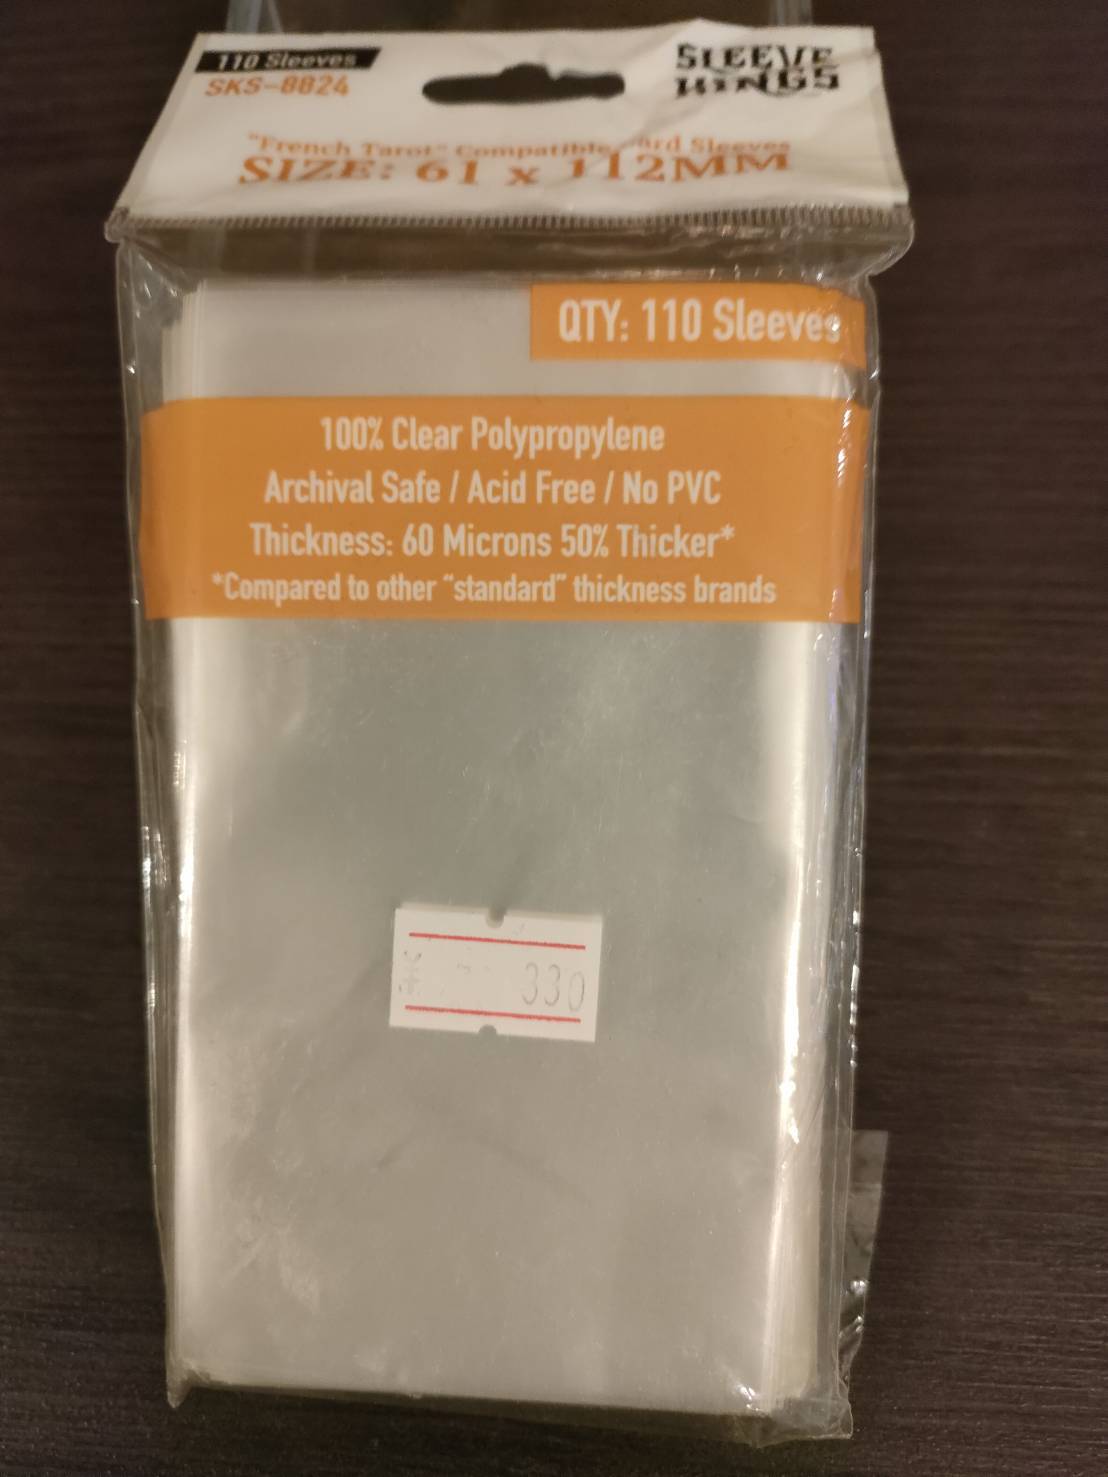 110 Sleeves
SKS-8824
SLEEVE
KINGS
"French Tarot" Compatible Card Sleeves
SIZE: 61 x 112MM
QTY: 110 Sleeves
100% Clear Polypropylene
Archival Safe / Acid Free / No PVC
Thickness: 60 Microns 50% Thicker*
*Compared to other "standard" thickness brands
330